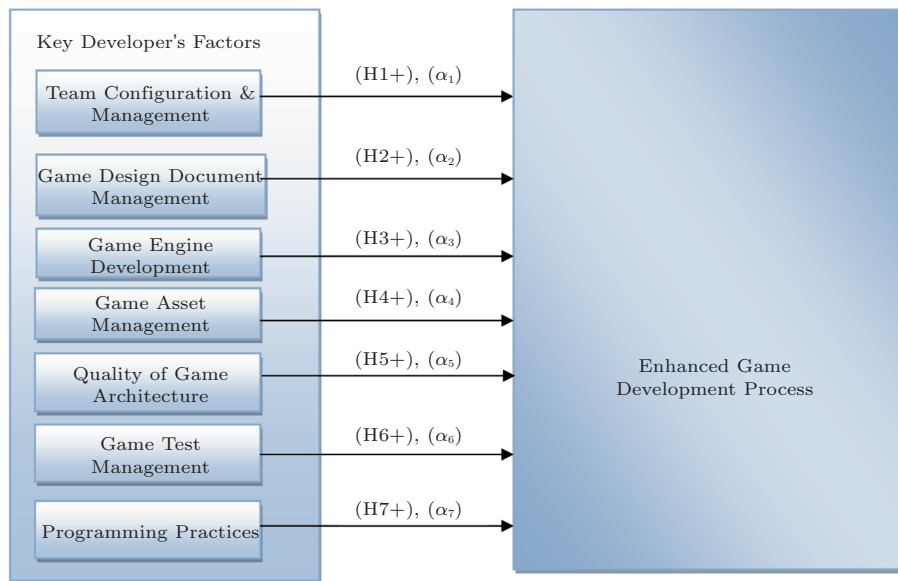 Key Developer's Factors
Team Configuration &
Management
(H1+), (α₁)
Game Design Document
Management
(H2+), (α₂)
Game Engine
Development
(H3+), (α₃)
Game Asset
Management
(H4+), (α₄)
Quality of Game
Architecture
(H5+), (α₅)
Game Test
Management
(H6+), (α₆)
Programming Practices
(H7+), (α₇)
Enhanced Game
Development Process